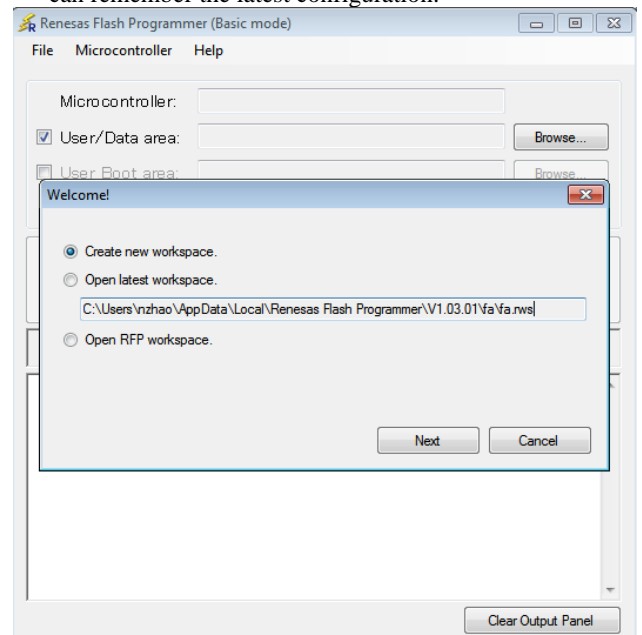 can remember the latest configuration.
Renesas Flash Programmer (Basic mode)
File Microcontroller Help
Microcontroller:
User/Data area: Browse...
User Boot area: Browse...
Welcome!
Create new workspace.
Open latest workspace.
C:\Users\nzhao\AppData\Local\Renesas Flash Programmer\V1.03.01\fa\fa.rws
Open RFP workspace.
Next Cancel
Clear Output Panel